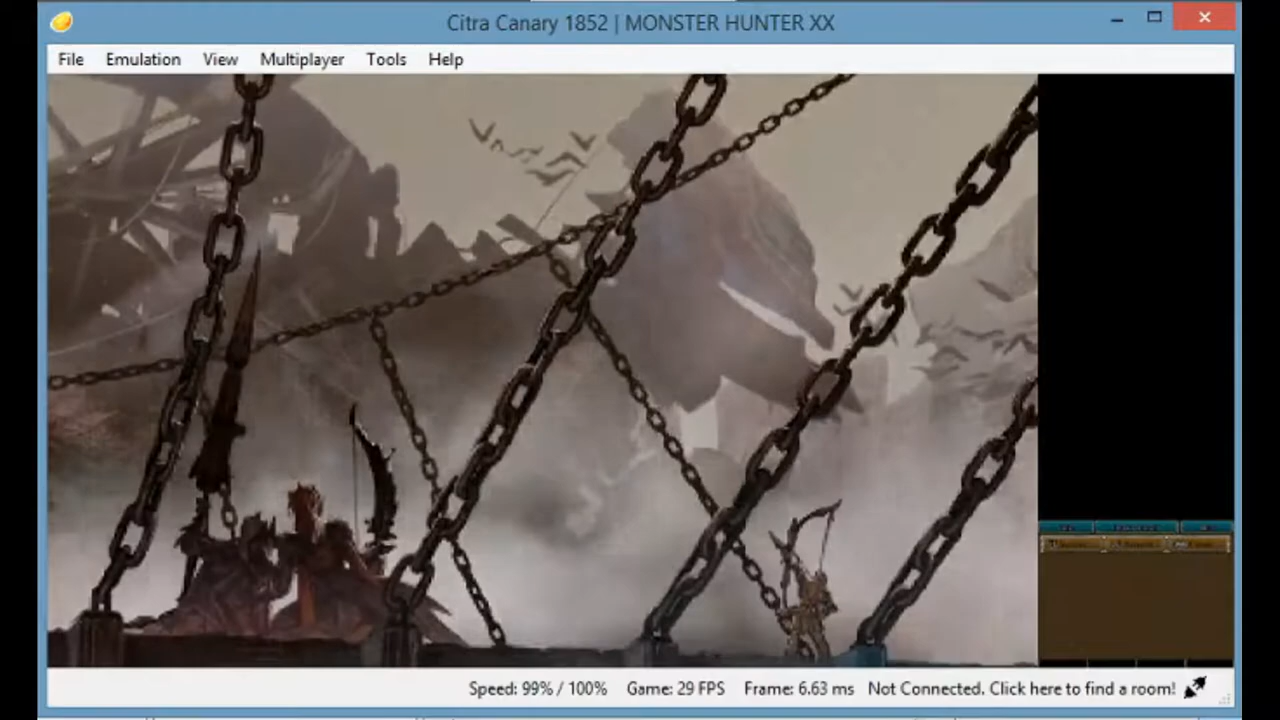 Citra Canary 1852 | MONSTER HUNTER XX
File Emulation View Multiplayer Tools Help
Speed: 99% / 100% Game: 29 FPS Frame: 6.63 ms Not Connected. Click here to find a room!